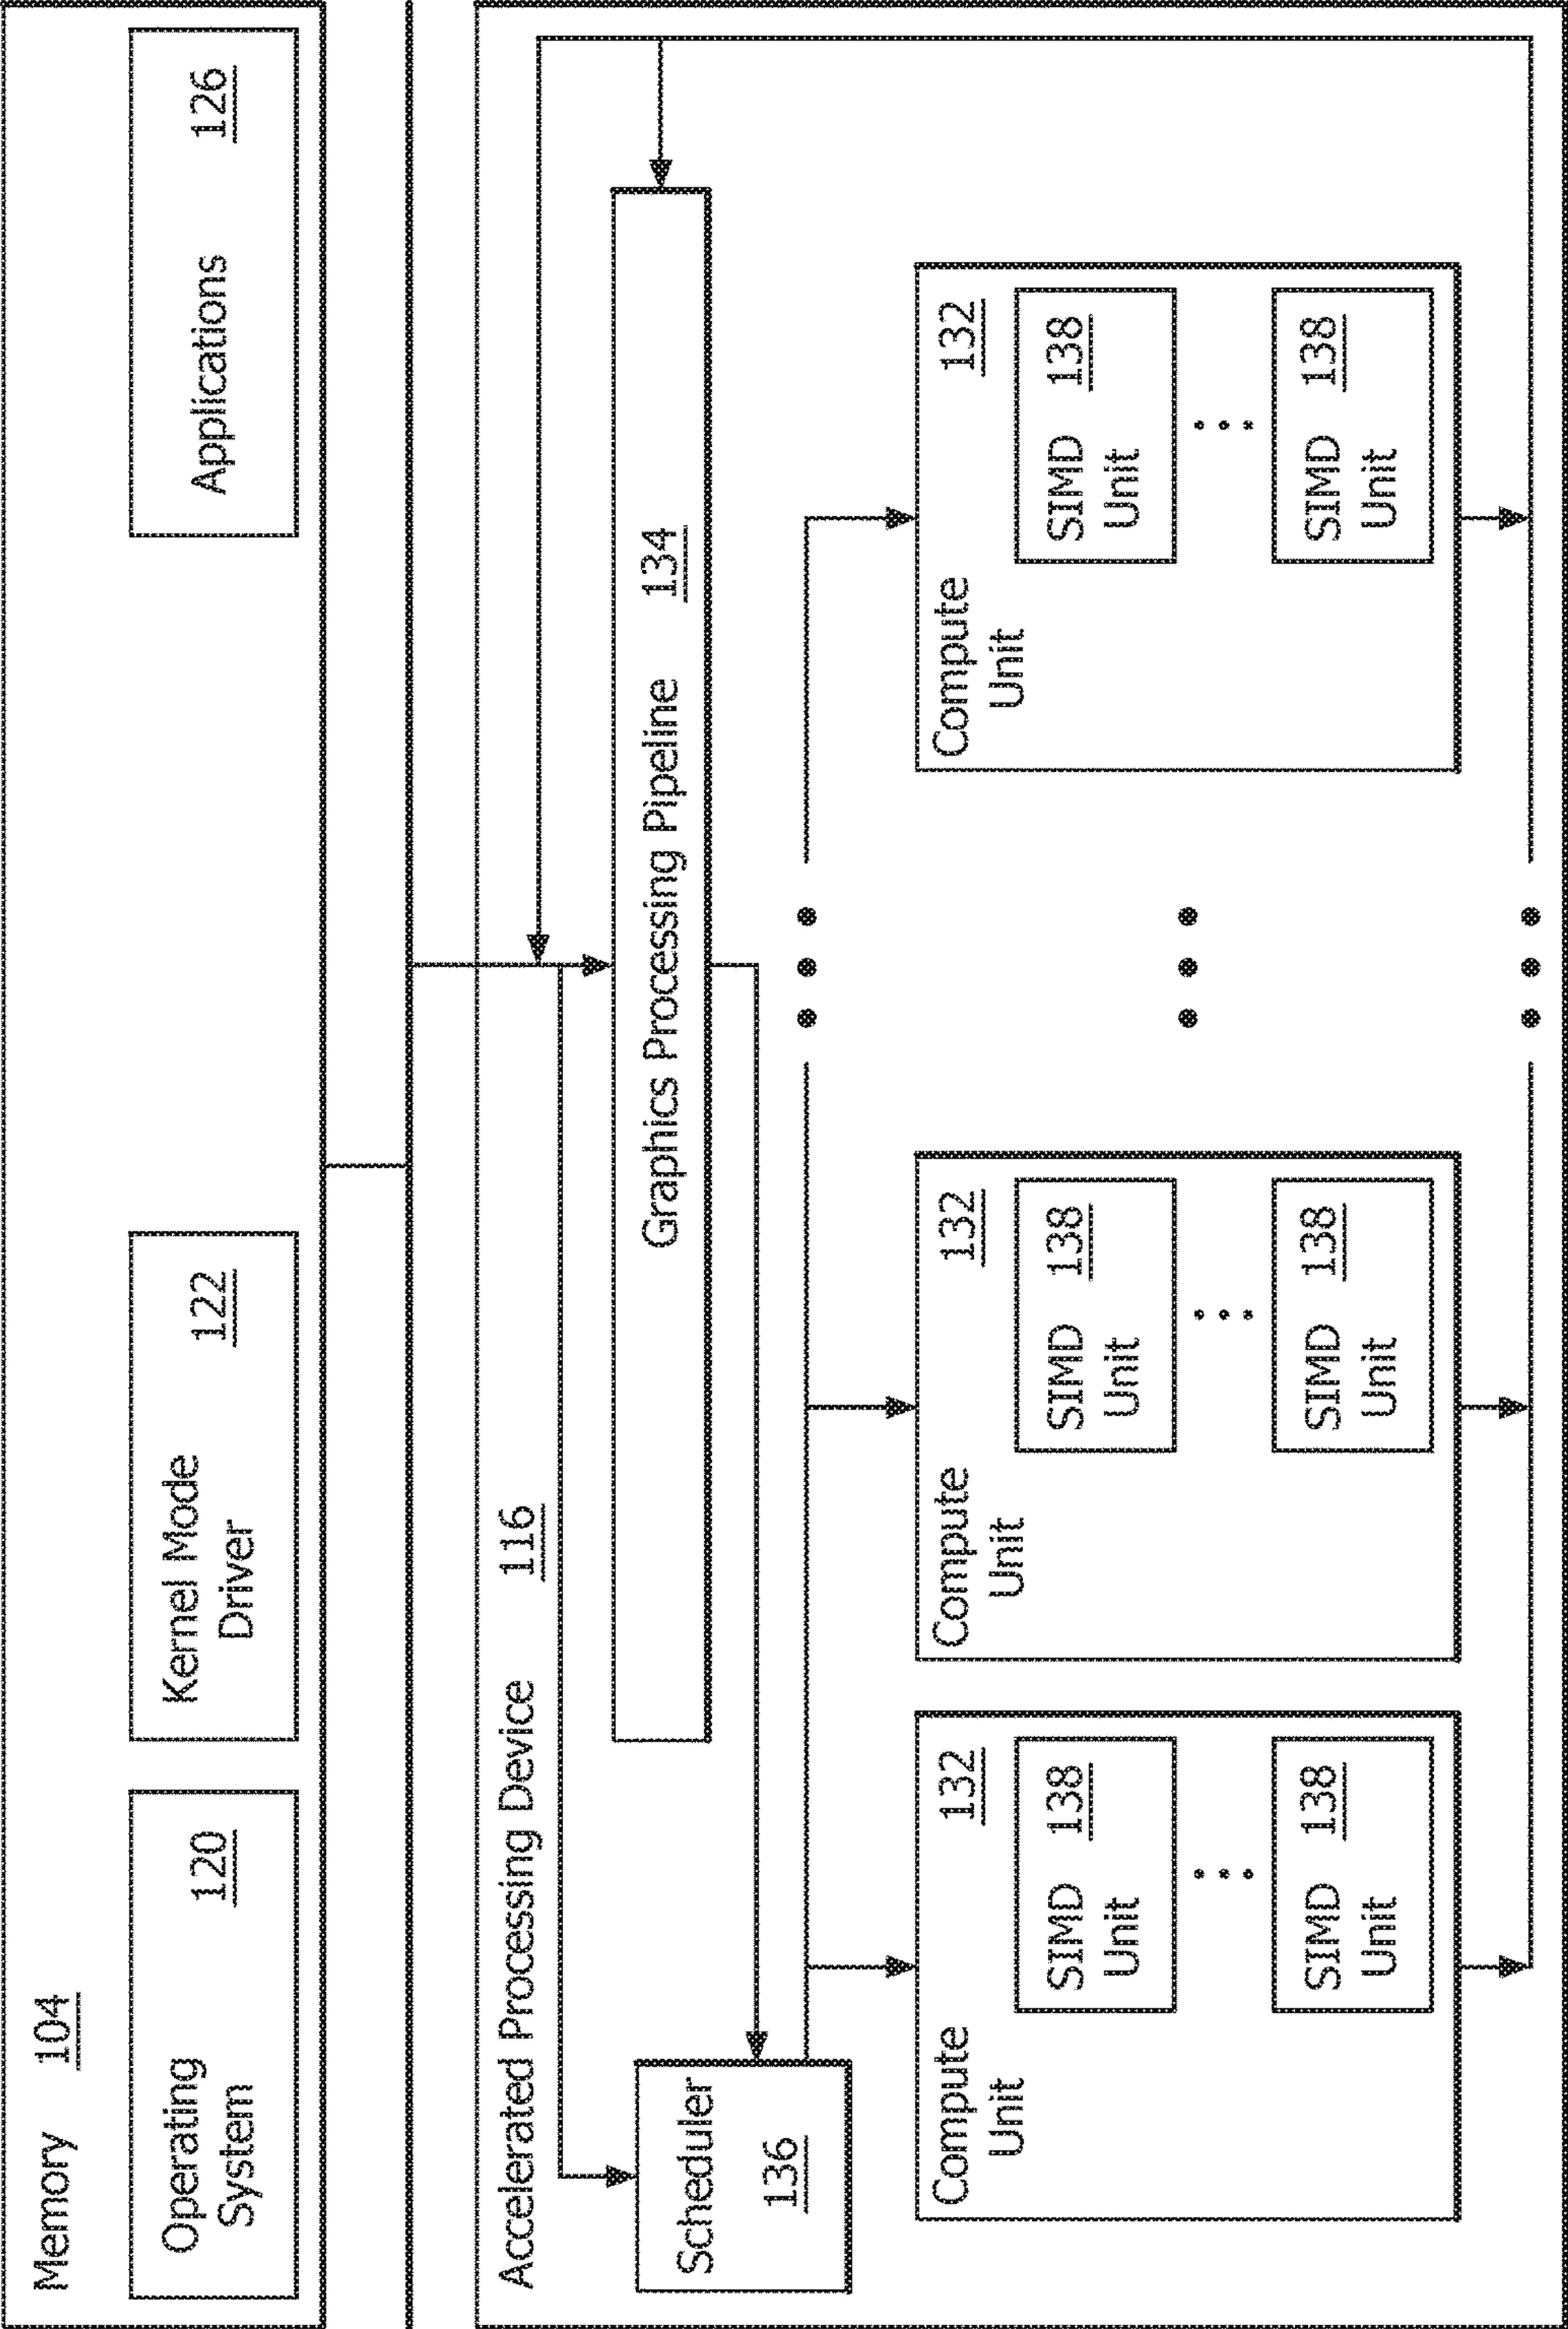 Memory 104
Operating
System
120
Kernel Mode
Driver
122
Applications 126
Accelerated Processing Device 116
Graphics Processing Pipeline 134
Scheduler
136
Compute
Unit
132
SIMD
Unit
138
SIMD
Unit
138
Compute
Unit
132
SIMD
Unit
138
SIMD
Unit
138
Compute
Unit
132
SIMD
Unit
138
SIMD
Unit
138